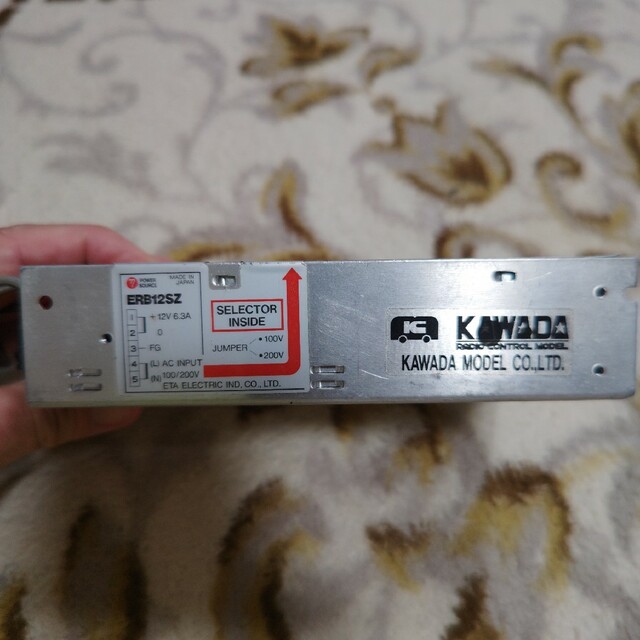 POWER SOURCE
MADE IN JAPAN
ERB12SZ
1 +12V 6.3A
2 0
3 FG
4 (L) AC INPUT
5 (N) 100/200V
ETA ELECTRIC IND. CO., LTD.
SELECTOR
INSIDE
JUMPER
•100V
•200V
KAWADA
RADIO CONTROL MODEL
KAWADA MODEL CO.,LTD.